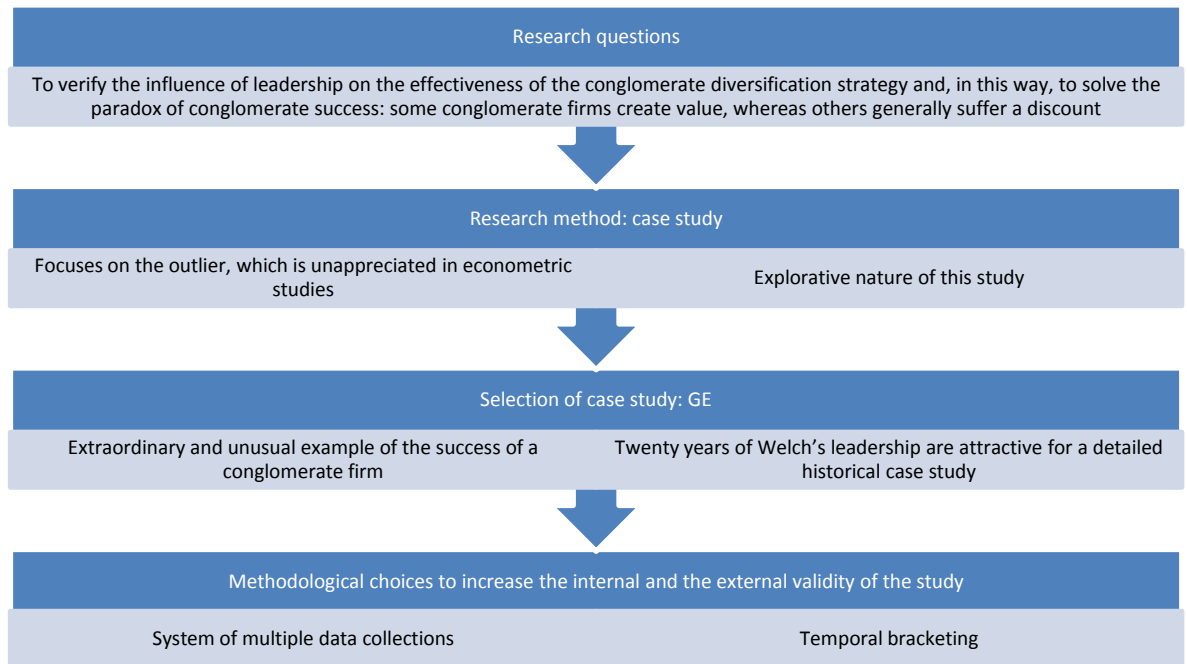 Research questions
To verify the influence of leadership on the effectiveness of the conglomerate diversification strategy and, in this way, to solve the
paradox of conglomerate success: some conglomerate firms create value, whereas others generally suffer a discount
Research method: case study
Focuses on the outlier, which is unappreciated in econometric
studies
Explorative nature of this study
Selection of case study: GE
Extraordinary and unusual example of the success of a
conglomerate firm
Twenty years of Welch's leadership are attractive for a detailed
historical case study
Methodological choices to increase the internal and the external validity of the study
System of multiple data collections
Temporal bracketing